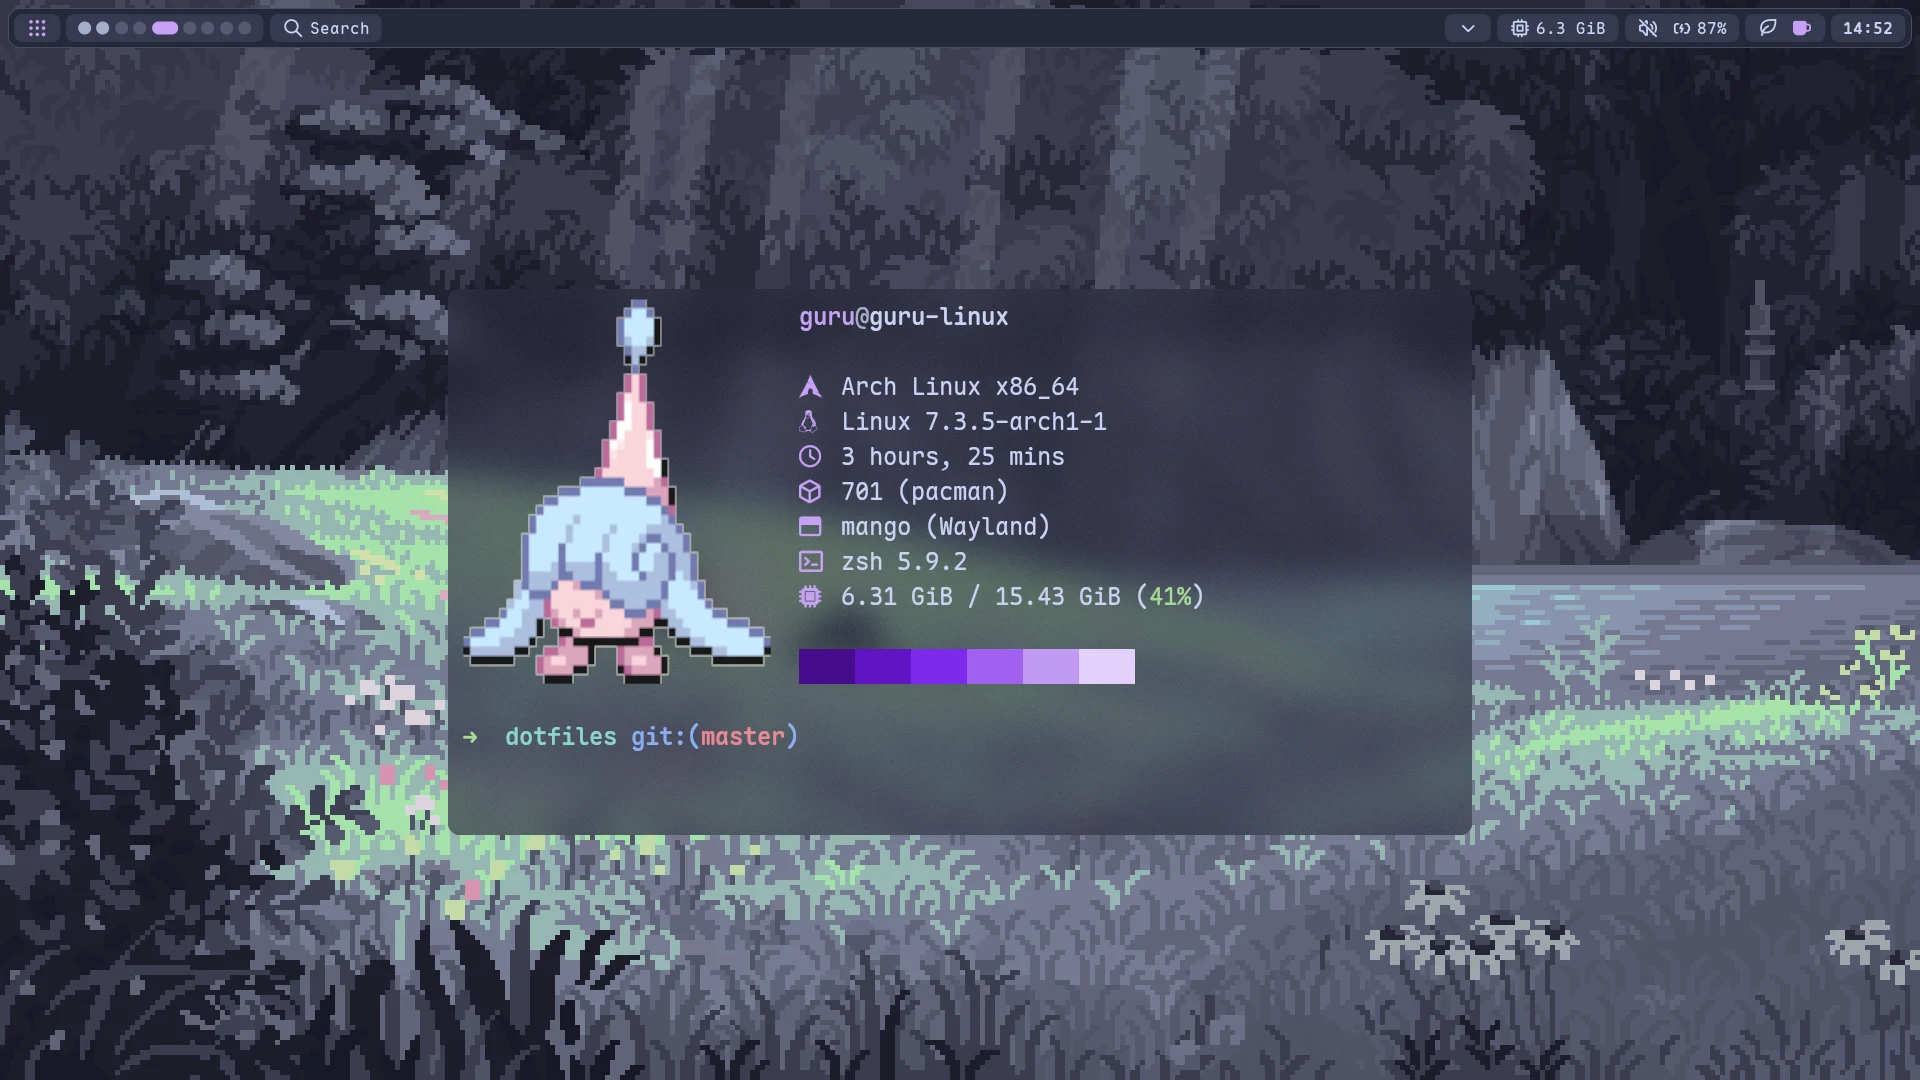 Search
6.3 GiB
87%
14:52
guru@guru-linux
Arch Linux x86_64
Linux 7.3.5-arch1-1
3 hours, 25 mins
701 (pacman)
mango (Wayland)
zsh 5.9.2
6.31 GiB / 15.43 GiB (41%)
→ dotfiles git:(master)